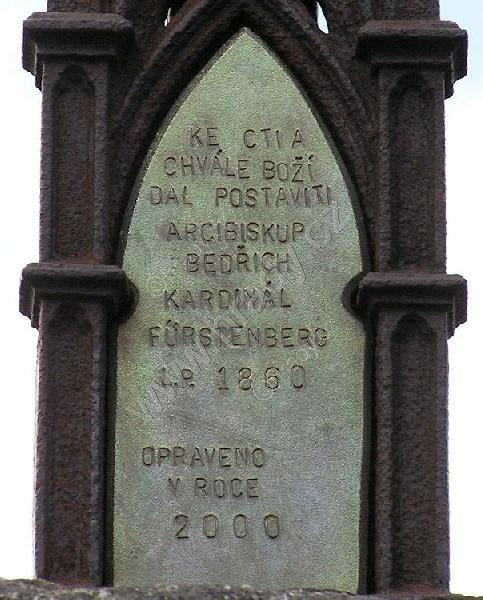 KE CTI A
CHVÁLE BOŽÍ
DAL POSTAVITI
ARCIBISKUP
BEDŘICH
KARDINÁL
FÜRSTENBERG
L.P. 1860
OPRAVENO
V ROCE
2000